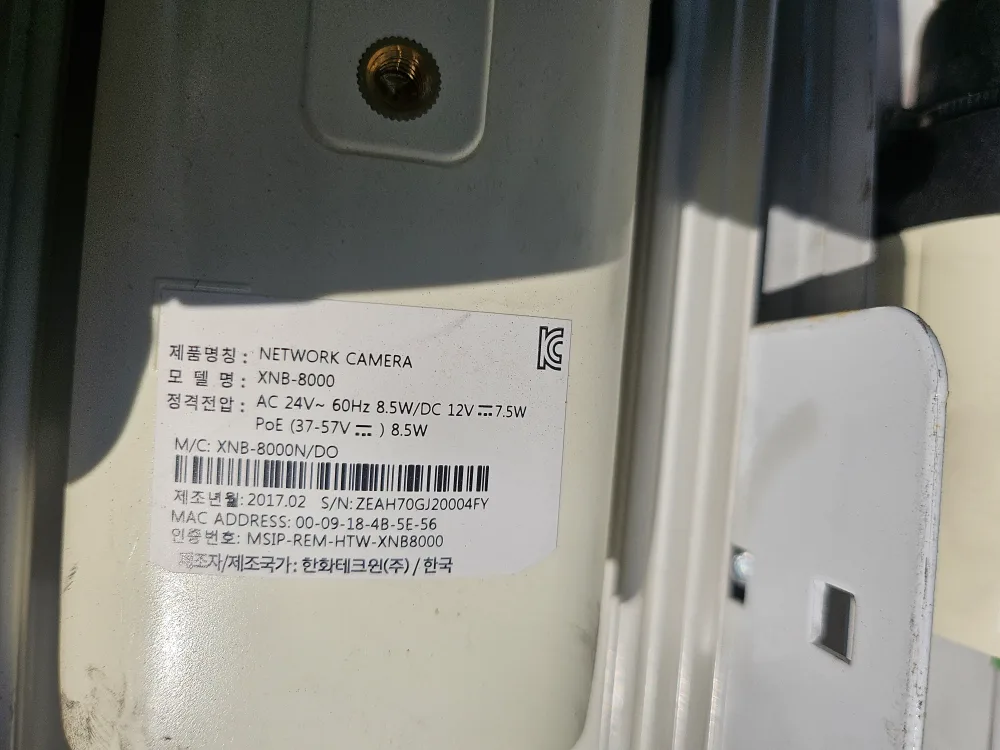 제품명칭 : NETWORK CAMERA
모 델 명 : XNB-8000
정격전압 : AC 24V~ 60Hz 8.5W/DC 12V⎓7.5W
PoE (37-57V ⎓ ) 8.5W
M/C: XNB-8000N/DO
제조년월: 2017.02 S/N: ZEAH70GJ20004FY
MAC ADDRESS: 00-09-18-4B-5E-56
인증번호: MSIP-REM-HTW-XNB8000
제조자/제조국가: 한화테크윈(주) / 한국